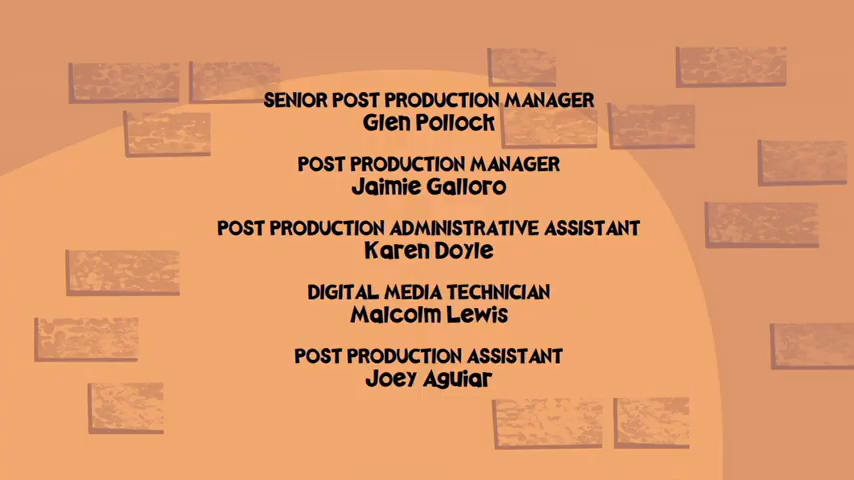 SENIOR POST PRODUCTION MANAGER
Glen Pollock
POST PRODUCTION MANAGER
Jaimie Galloro
POST PRODUCTION ADMINISTRATIVE ASSISTANT
Karen Doyle
DIGITAL MEDIA TECHNICIAN
Malcolm Lewis
POST PRODUCTION ASSISTANT
Joey Aguiar